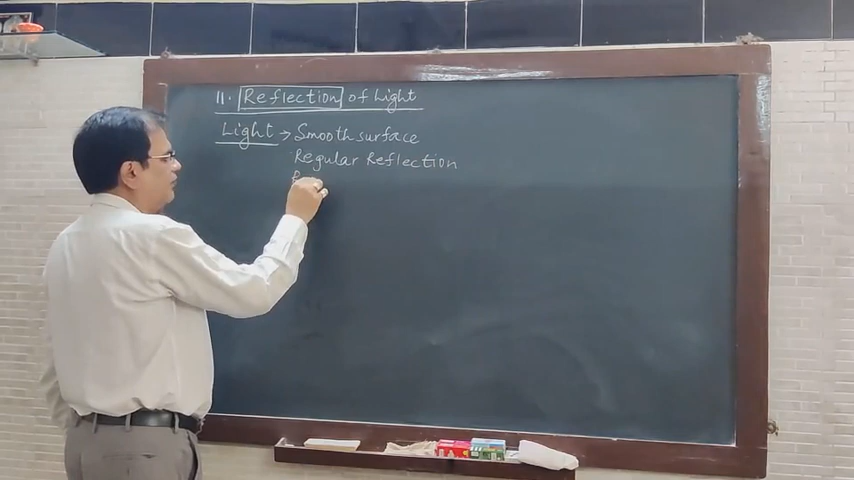 11. Reflection of Light
Light → Smooth surface
Regular Reflection